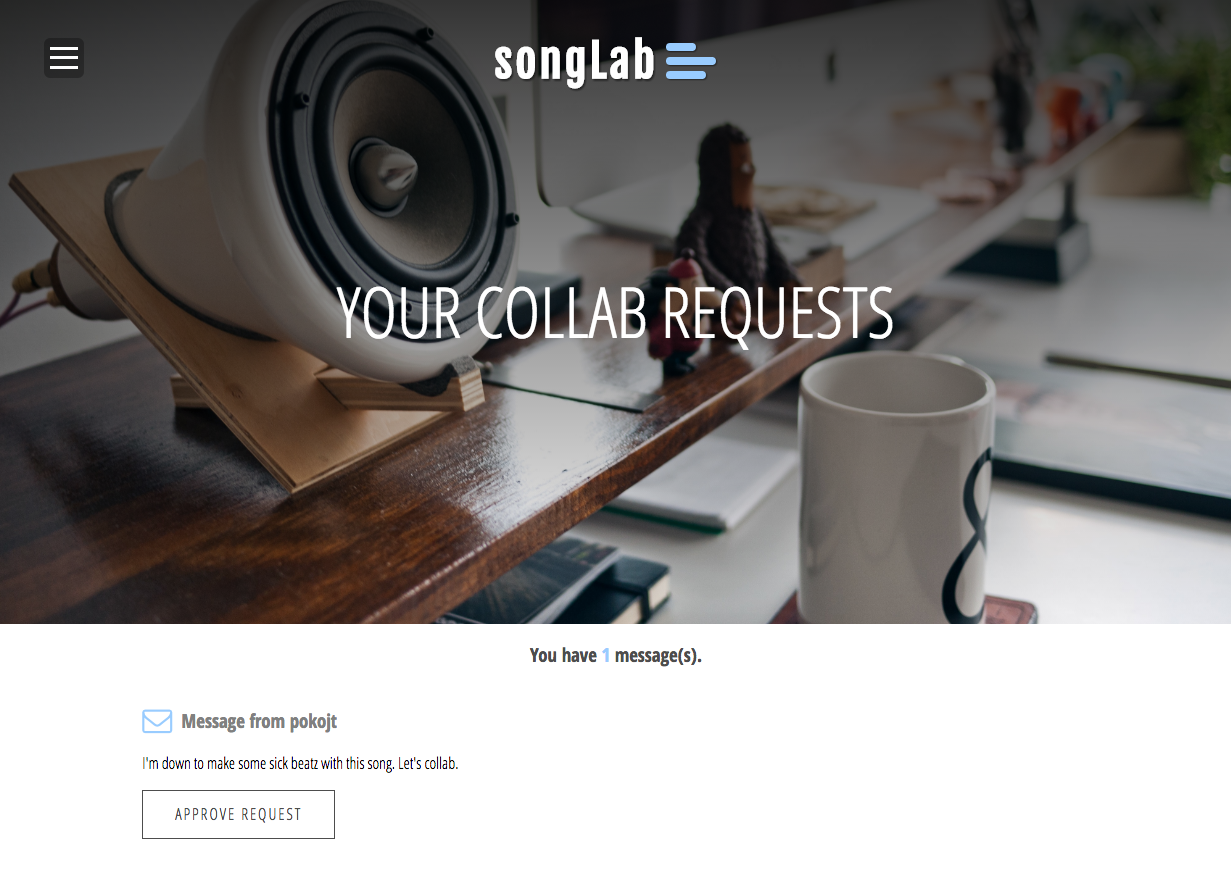 songLab
YOUR COLLAB REQUESTS
8
You have 1 message(s).
Message from pokojt
I'm down to make some sick beatz with this song. Let's collab.
APPROVE REQUEST